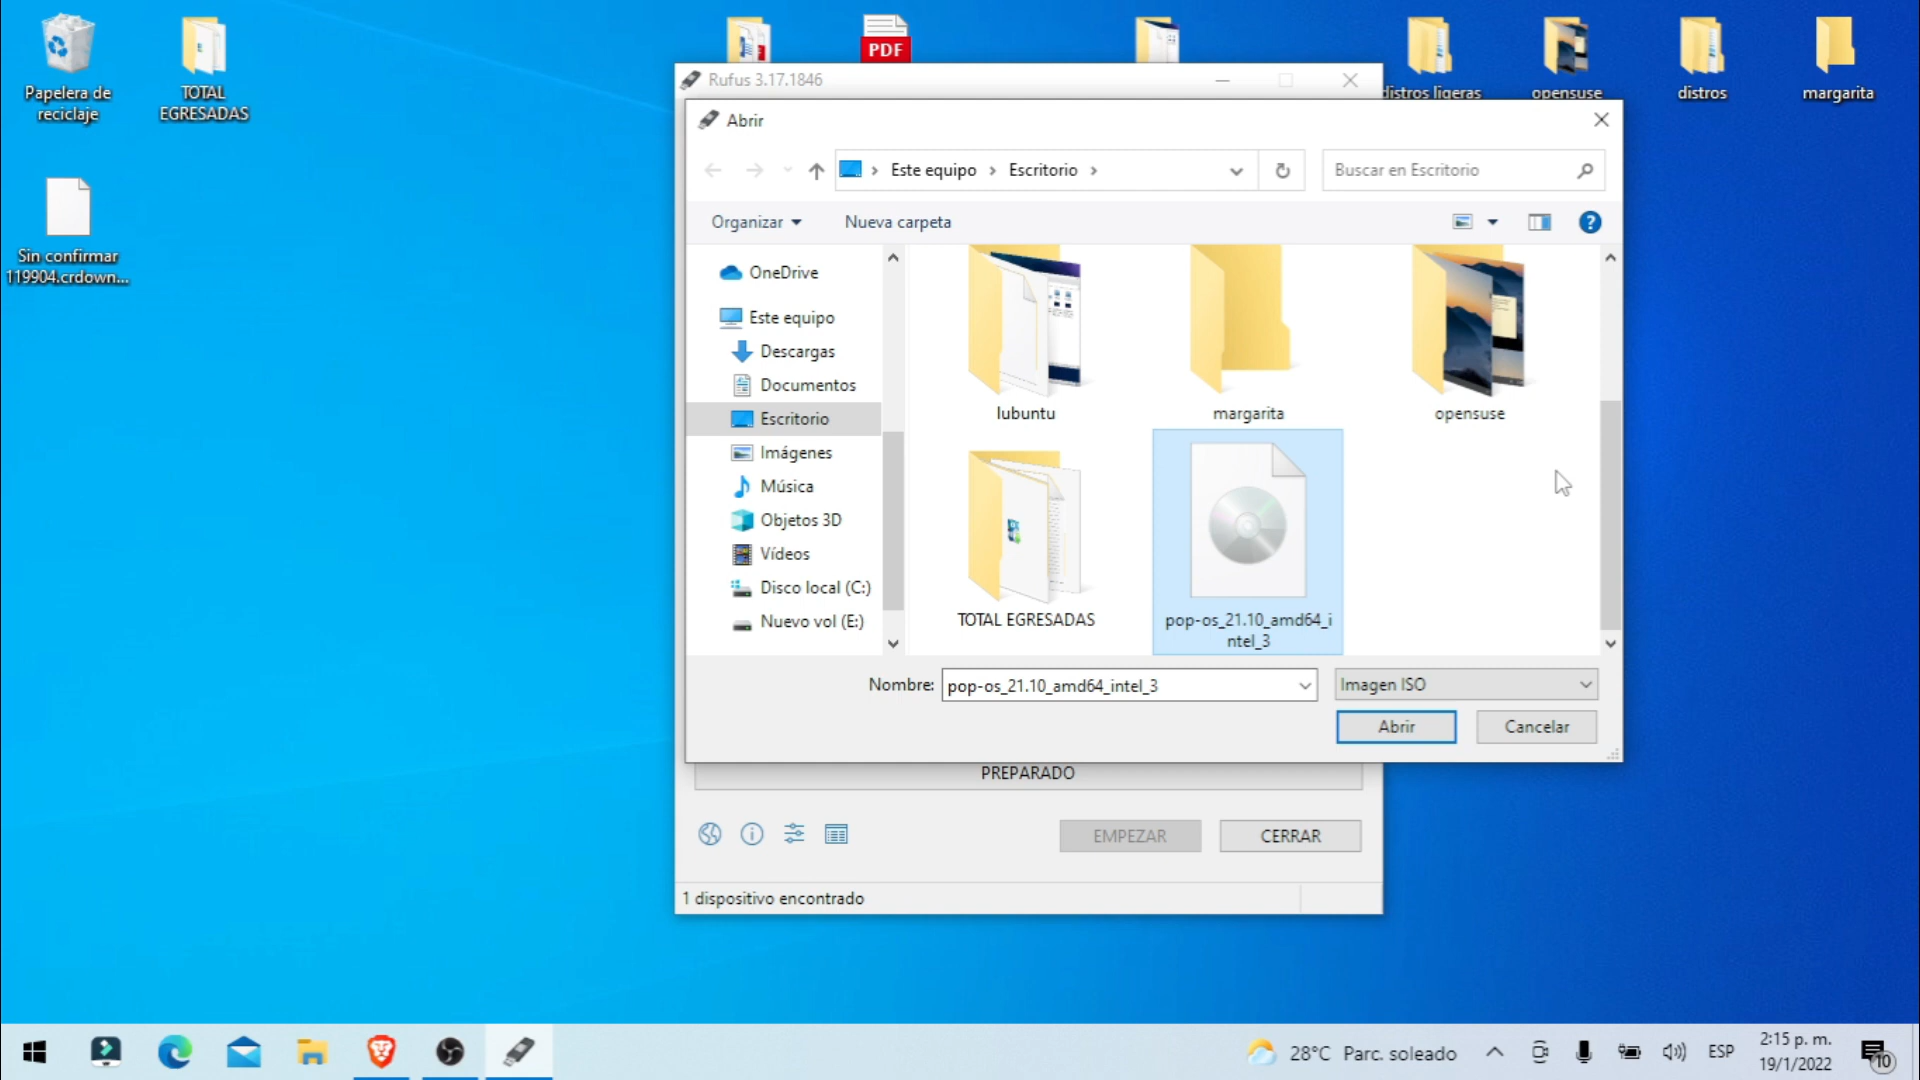 Papelera de
reciclaje
TOTAL
EGRESADAS
Sin confirmar
119904.crdown...
PDF
distros ligeras
opensuse
distros
margarita
Rufus 3.17.1846
Abrir
Este equipo
Escritorio
Buscar en Escritorio
Organizar
Nueva carpeta
OneDrive
Este equipo
Descargas
Documentos
Escritorio
Imágenes
Música
Objetos 3D
Vídeos
Disco local (C:)
Nuevo vol (E:)
lubuntu
margarita
opensuse
TOTAL EGRESADAS
pop-os_21.10_amd64_i
ntel_3
Nombre: pop-os_21.10_amd64_intel_3
Imagen ISO
Abrir
Cancelar
PREPARADO
EMPEZAR
CERRAR
1 dispositivo encontrado
28°C Parc. soleado
ESP
2:15 p. m.
19/1/2022
10